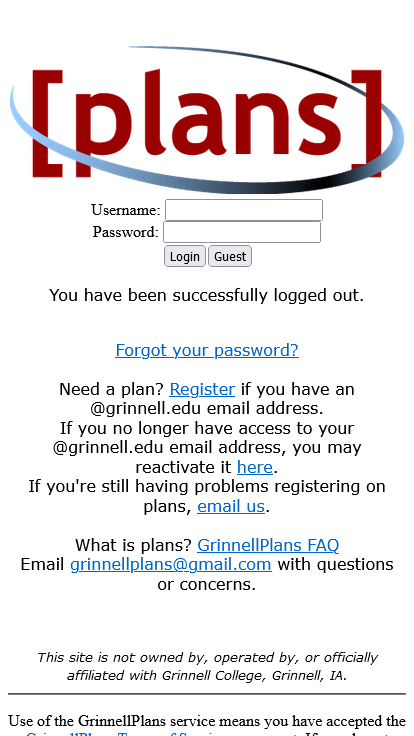 [plans]
Username:
Password:
Login Guest
You have been successfully logged out.
Forgot your password?
Need a plan? Register if you have an
@grinnell.edu email address.
If you no longer have access to your
@grinnell.edu email address, you may
reactivate it here.
If you're still having problems registering on
plans, email us.
What is plans? GrinnellPlans FAQ
Email grinnellplans@gmail.com with questions
or concerns.
This site is not owned by, operated by, or officially
affiliated with Grinnell College, Grinnell, IA.
Use of the GrinnellPlans service means you have accepted the